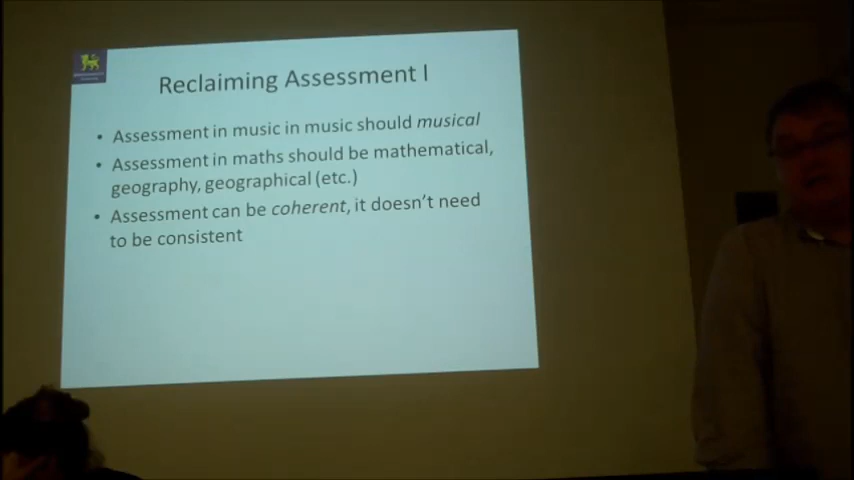 Reclaiming Assessment I
• Assessment in music in music should musical
• Assessment in maths should be mathematical,
geography, geographical (etc.)
• Assessment can be coherent, it doesn't need
to be consistent